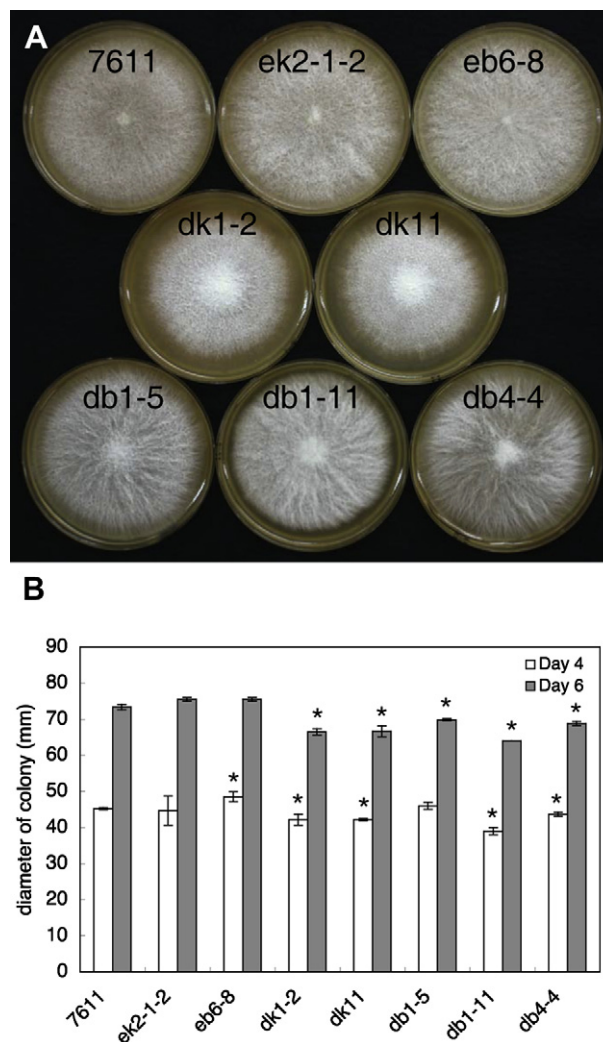 A
7611 ek2-1-2 eb6-8
dk1-2 dk11
db1-5 db1-11 db4-4
B
90
80
70
60
50
40
30
20
10
0
diameter of colony (mm)
Day 4
Day 6
*
*
*
*
*
*
*
*
*
*
7611 ek2-1-2 eb6-8 dk1-2 dk11 db1-5 db1-11 db4-4